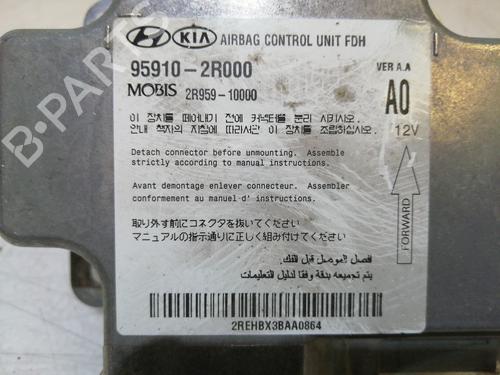 HYUNDAI KIA AIRBAG CONTROL UNIT FDH
95910-2R000
VER A.A
MOBIS 2R959-10000
A0
이 장치를 떼어내기 전에 커넥터를 분리 시키시오.
안내 책자의 지침에 따라서만 이 장치를 조립하십시오.
12V
Detach connector before unmounting. Assemble
strictly according to manual instructions.
Avant demontage enlever connecteur. Assembler
conformement au manuel d' instructions.
取り外す前にコネクタを抜いてください
マニュアルの指示通りに正しく組み付けてください
FORWARD
افصل الموصل قبل الفك.
يتم تجميعه بدقة وفقا لدليل التعليمات
2REHBX3BAA0864
B-PARTS